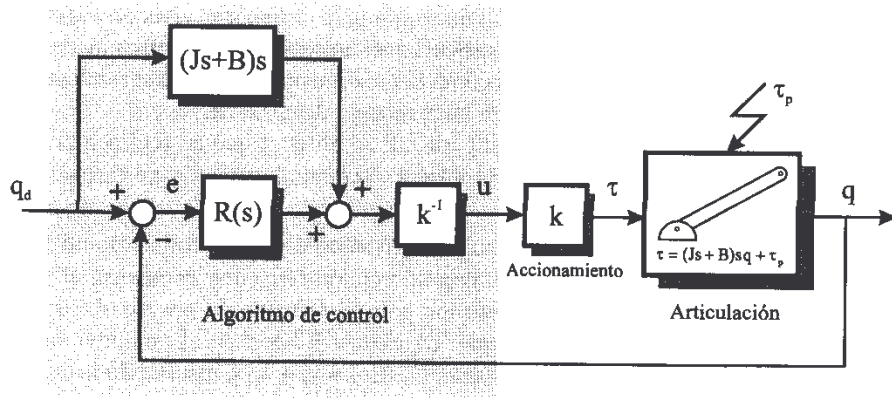 (Js+B)s
τp
qd
+
e
R(s)
+
+
k⁻¹
u
k
τ
q
−
τ = (Js + B)sq + τp
Accionamiento
Algoritmo de control
Articulación